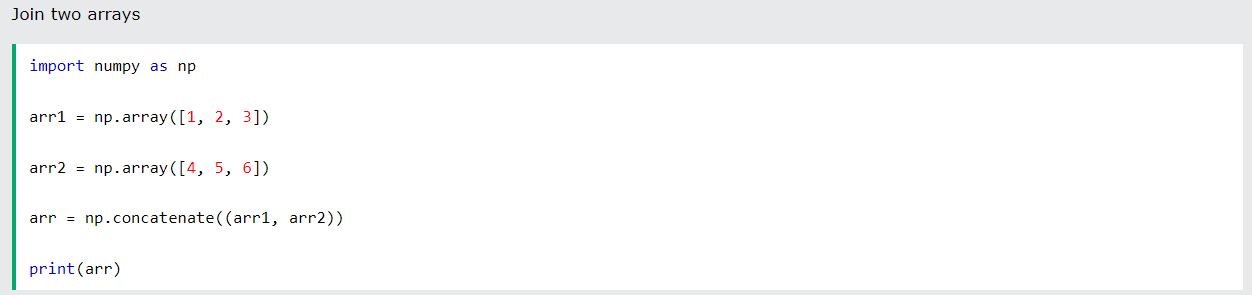 Join two arrays
import numpy as np
arr1 = np.array([1, 2, 3])
arr2 = np.array([4, 5, 6])
arr = np.concatenate((arr1, arr2))
print(arr)